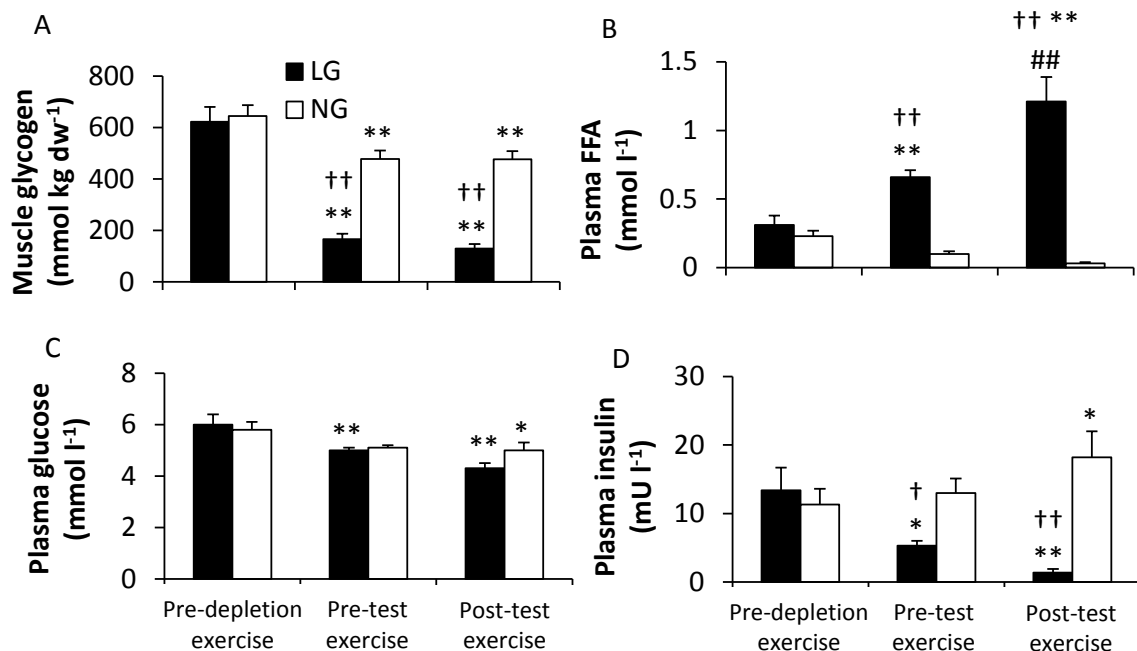 A
Muscle glycogen
(mmol kg dw-1)
800
600
400
200
0
LG
NG
††
**
**
††
**
**
B
Plasma FFA
(mmol l-1)
1.5
1
0.5
0
††
**
†† **
##
C
Plasma glucose
(mmol l-1)
8
6
4
2
0
**
**
*
Pre-depletion
exercise
Pre-test
exercise
Post-test
exercise
D
Plasma insulin
(mU l-1)
30
20
10
0
†
*
††
**
*
Pre-depletion
exercise
Pre-test
exercise
Post-test
exercise